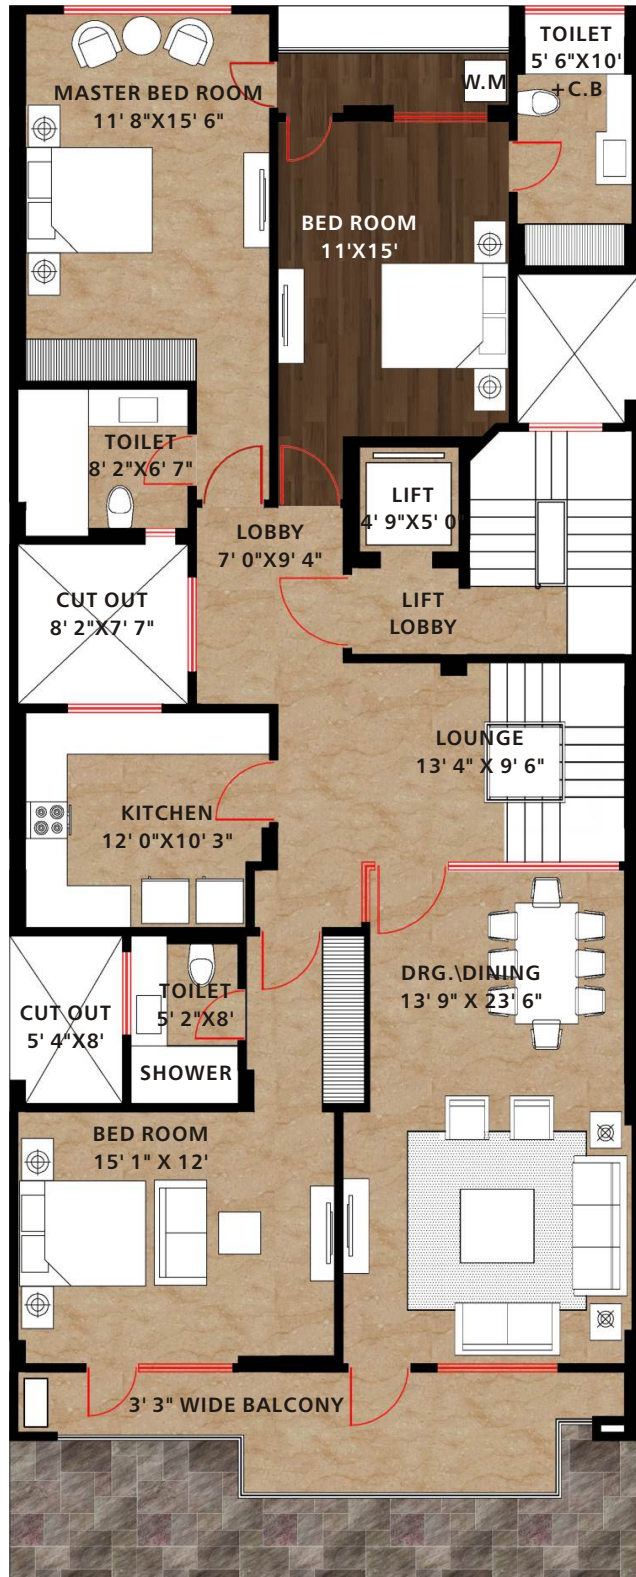 TOILET
5' 6"X10'
+C.B
W.M
MASTER BED ROOM
11' 8"X15' 6"
BED ROOM
11'X15'
TOILET
8' 2"X6' 7"
LIFT
4' 9"X5' 0
LOBBY
7' 0"X9' 4"
CUT OUT
8' 2"X7' 7"
LIFT
LOBBY
LOUNGE
13' 4" X 9' 6"
KITCHEN
12' 0"X10' 3"
DRG.\DINING
13' 9" X 23' 6"
TOILET
5' 2"X8'
CUT OUT
5' 4"X8'
SHOWER
BED ROOM
15' 1" X 12'
3' 3" WIDE BALCONY